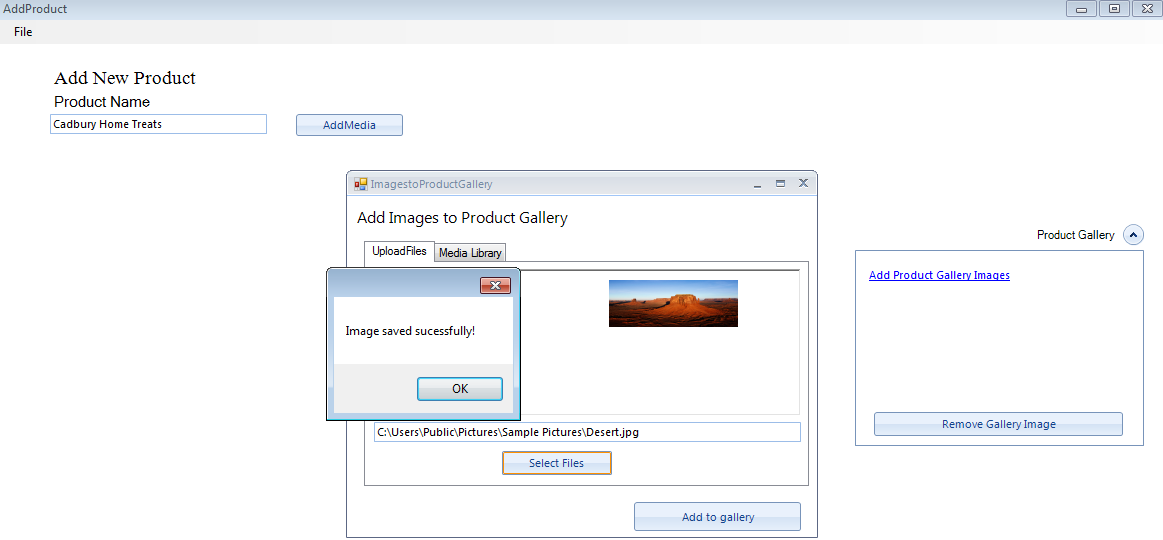 AddProduct
File
Add New Product
Product Name
Cadbury Home Treats
AddMedia
ImagestoProductGallery
Add Images to Product Gallery
UploadFiles
Media Library
Image saved sucessfully!
OK
C:\Users\Public\Pictures\Sample Pictures\Desert.jpg
Select Files
Add to gallery
Product Gallery
Add Product Gallery Images
Remove Gallery Image